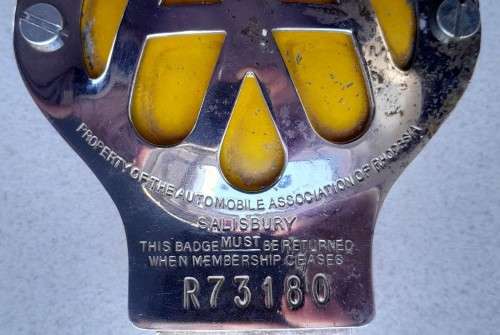 PROPERTY OF THE AUTOMOBILE ASSOCIATION OF RHODESIA
SALISBURY
THIS BADGE MUST BE RETURNED
WHEN MEMBERSHIP CEASES
R73180